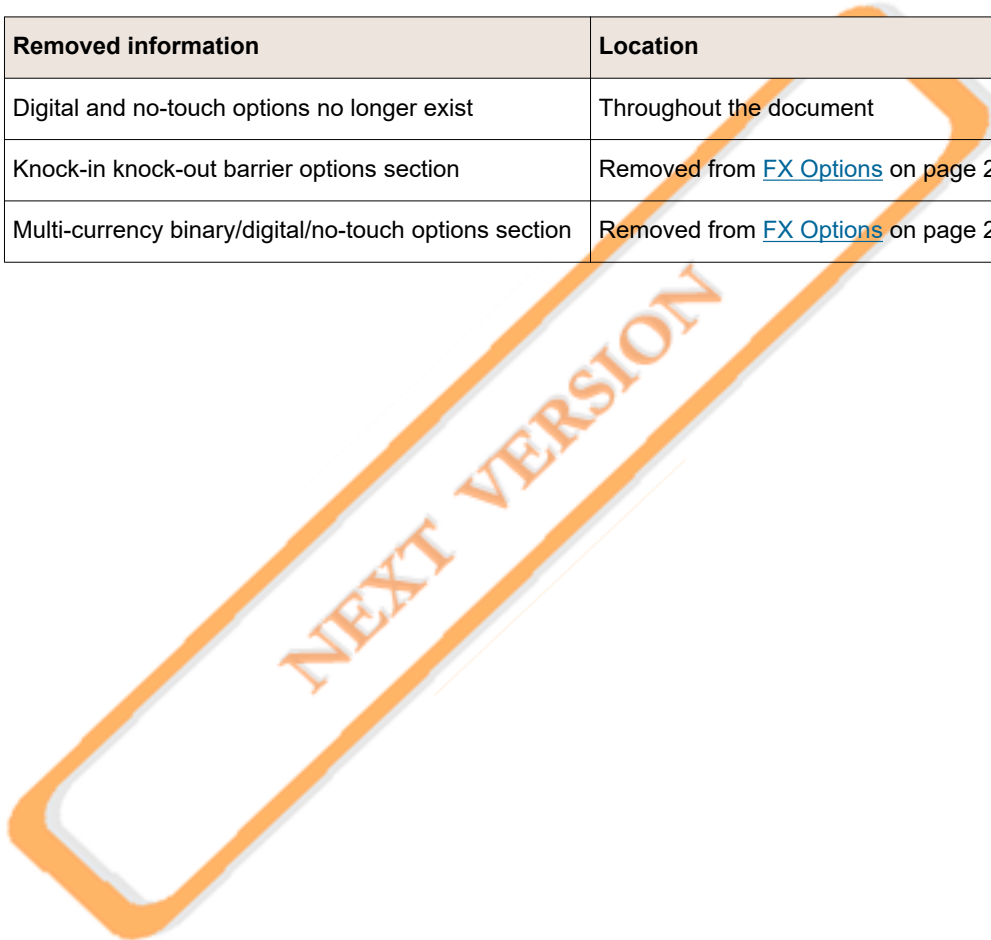 Removed information Location
Digital and no-touch options no longer exist Throughout the document
Knock-in knock-out barrier options section Removed from FX Options on page 2
Multi-currency binary/digital/no-touch options section Removed from FX Options on page 2
NEXT VERSION